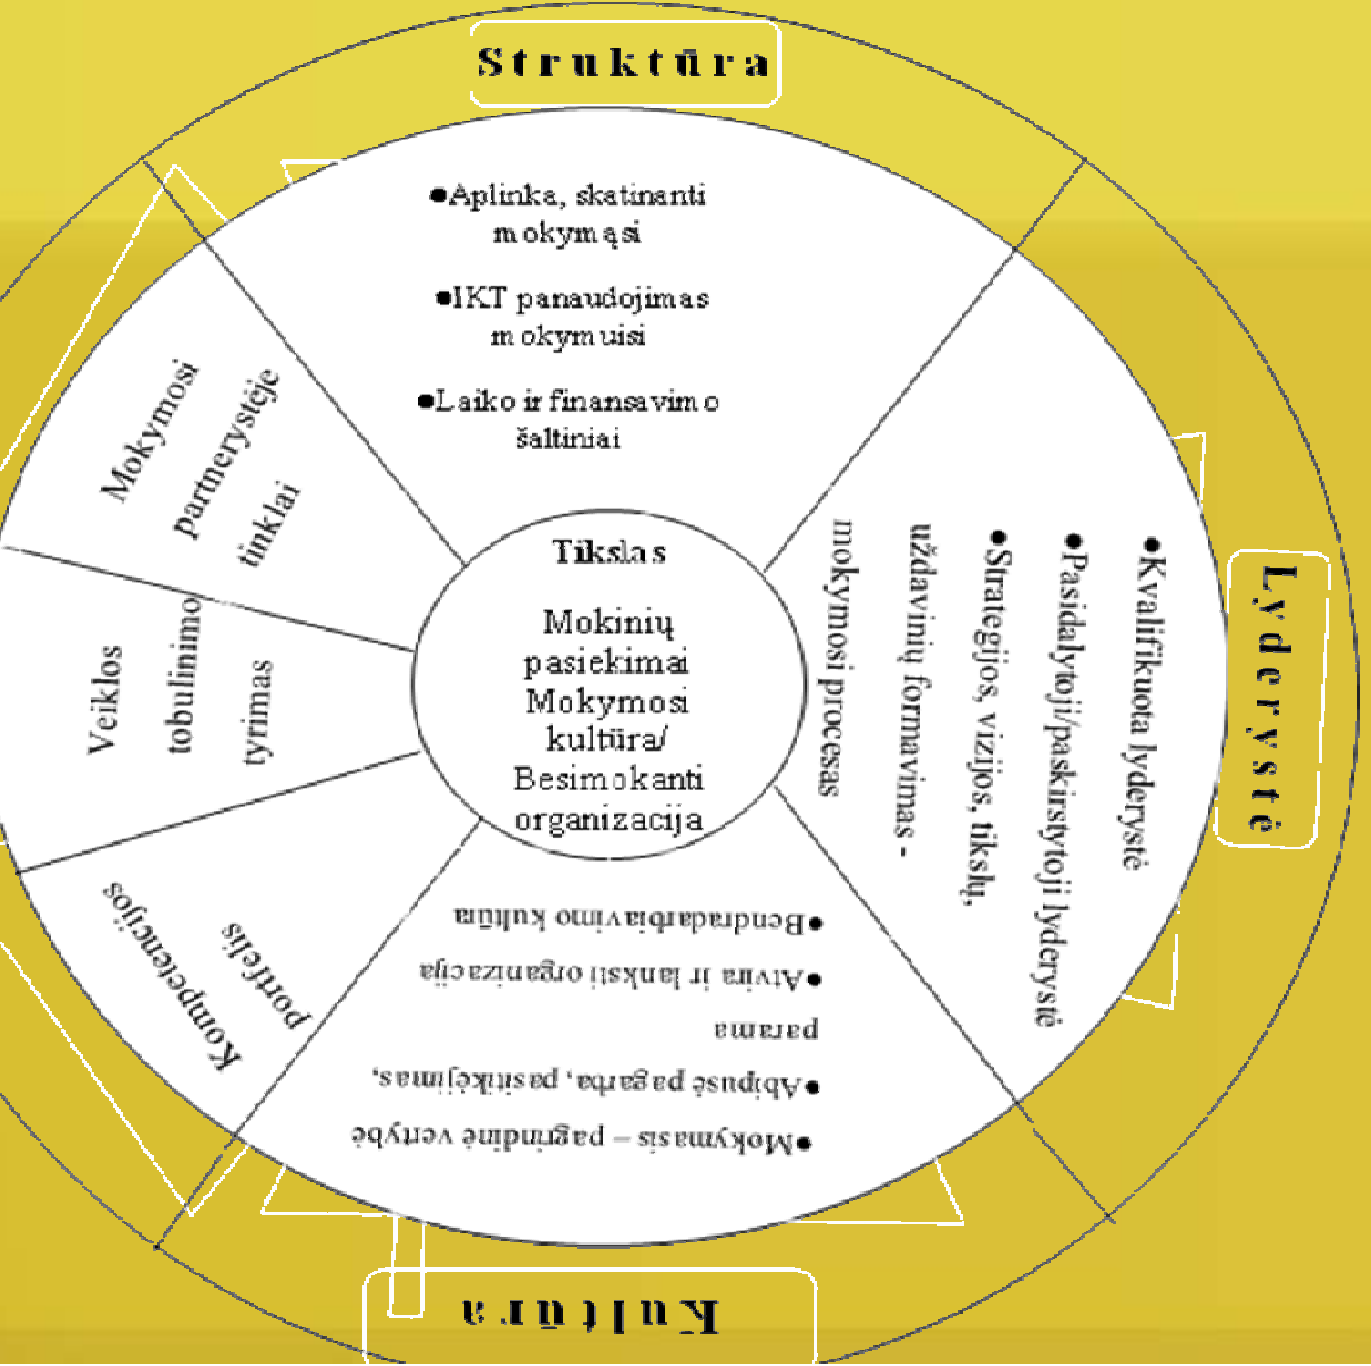 Struktūra
•Aplinka, skatinanti
mokymąsi
•IKT panaudojimas
mokymuisi
•Laiko ir finansavimo
šaltiniai
Lyderystė
•Kvalifikuota lyderystė
•Pasidalytoji/paskirstytoji lyderystė
•Strategijos, vizijos, tikslų,
uždavinių formavimas -
mokymosi procesas
Kultūra
•Mokymasis – pagrindinė vertybė
•Abipusė pagarba, pasitikėjimas,
parama
•Atvira ir lanksti organizacija
•Bendradarbiavimo kultūra
Kompetencijos
portfelis
Veiklos
tobulinimo
tyrimas
Mokymosi
partnerystėje
tinklai
Tikslas
Mokinių
pasiekimai
Mokymosi
kultūra/
Besimokanti
organizacija